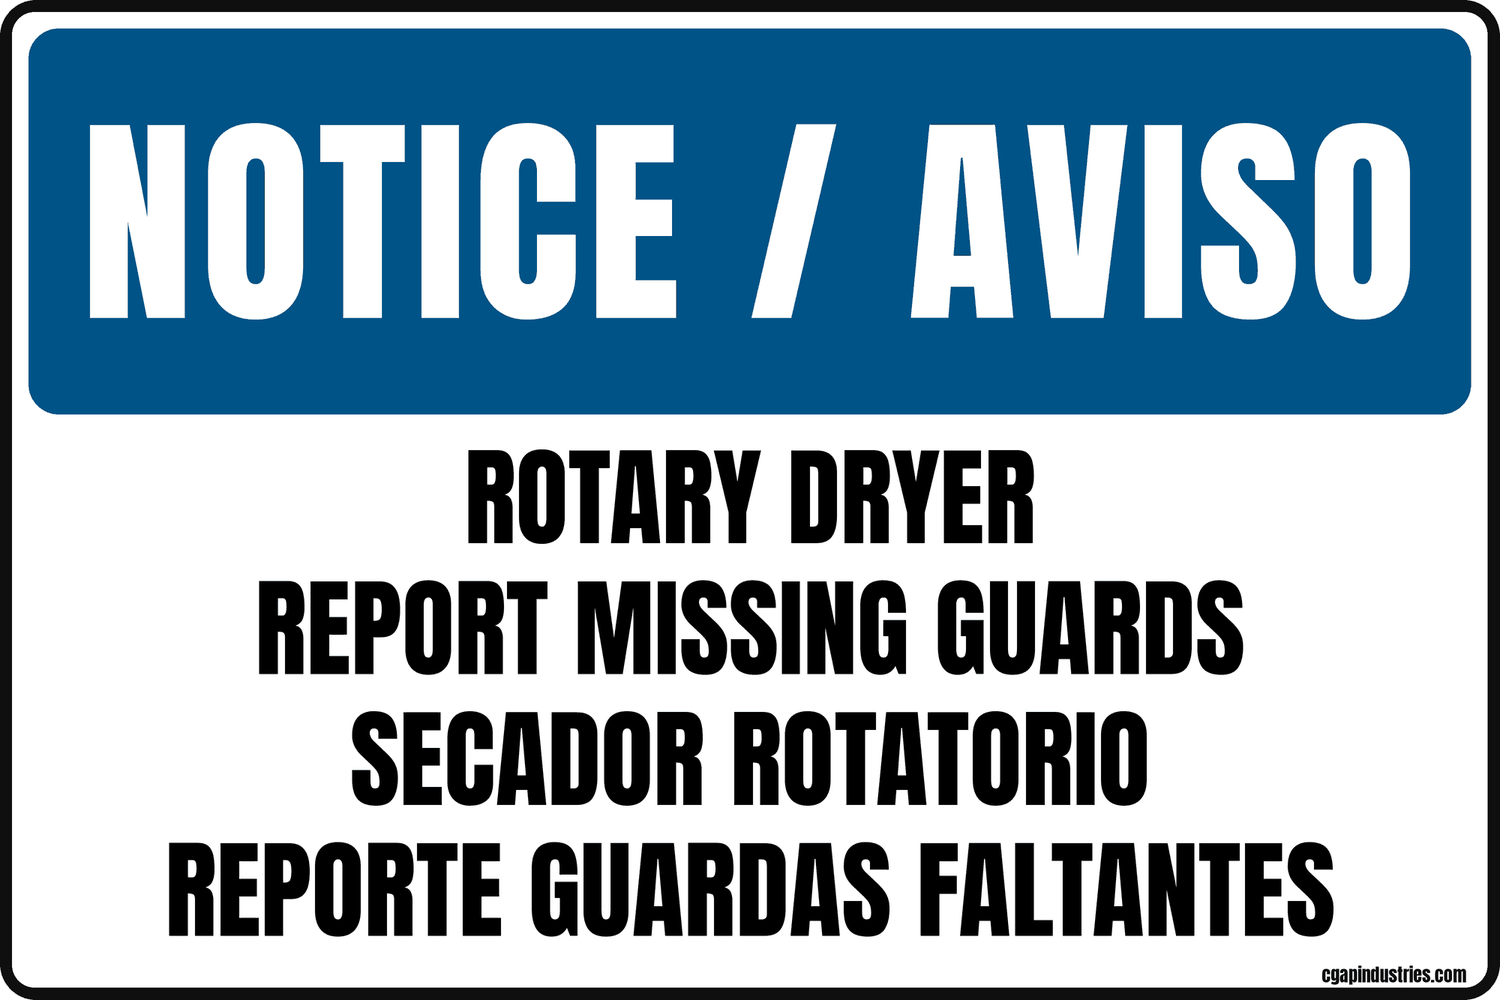 NOTICE / AVISO
ROTARY DRYER
REPORT MISSING GUARDS
SECADOR ROTATORIO
REPORTE GUARDAS FALTANTES
cgapindustries.com